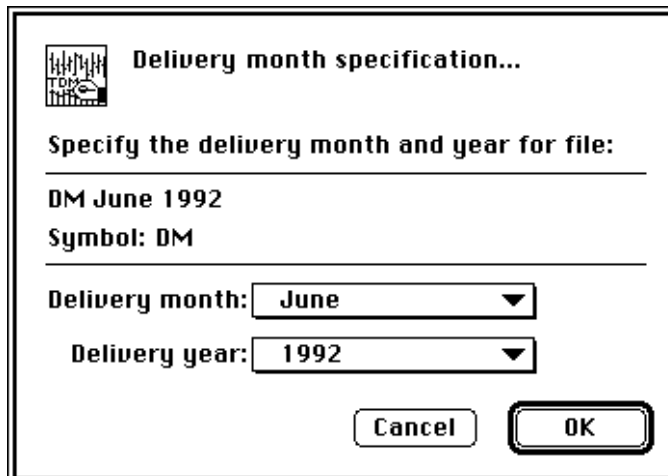 TDM
Delivery month specification...
Specify the delivery month and year for file:
DM June 1992
Symbol: DM
Delivery month: June
Delivery year: 1992
Cancel OK